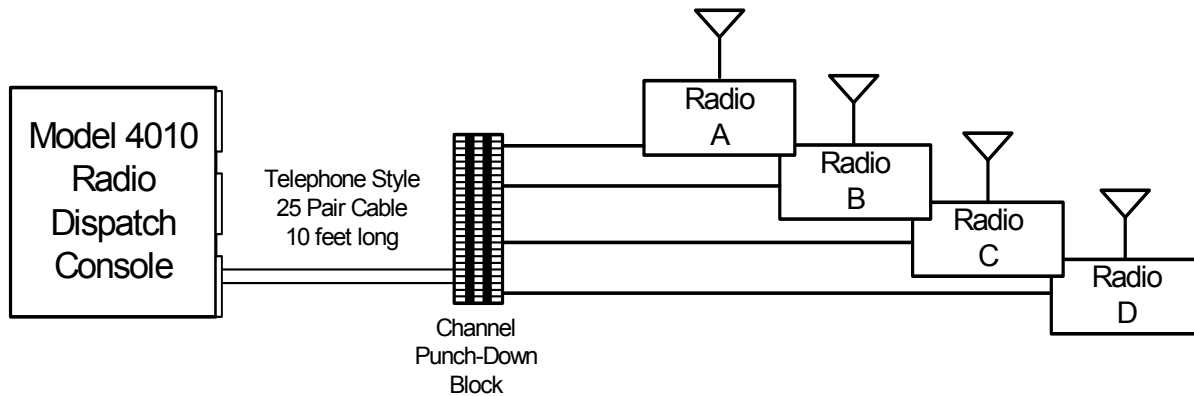 Model 4010
Radio
Dispatch
Console
Telephone Style
25 Pair Cable
10 feet long
Channel
Punch-Down
Block
Radio
A
Radio
B
Radio
C
Radio
D